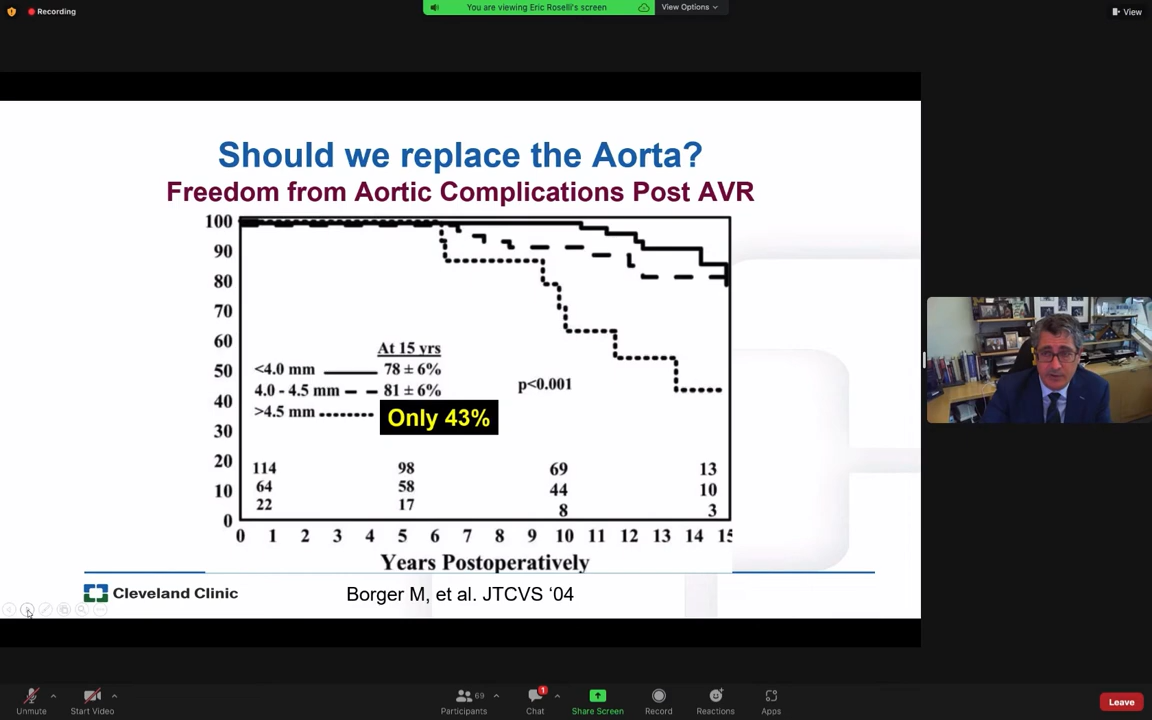 Recording
You are viewing Eric Roselli's screen
View Options
View
Should we replace the Aorta?
Freedom from Aortic Complications Post AVR
100
90
80
70
60
50
40
30
20
10
0
At 15 yrs
<4.0 mm 78 ± 6%
4.0 - 4.5 mm 81 ± 6%
>4.5 mm Only 43%
p<0.001
114 98 69 13
64 58 44 10
22 17 8 3
0 1 2 3 4 5 6 7 8 9 10 11 12 13 14 15
Years Postoperatively
Cleveland Clinic
Borger M, et al. JTCVS ‘04
Unmute
Start Video
Participants
69
Chat
1
Share Screen
Record
Reactions
Apps
Leave